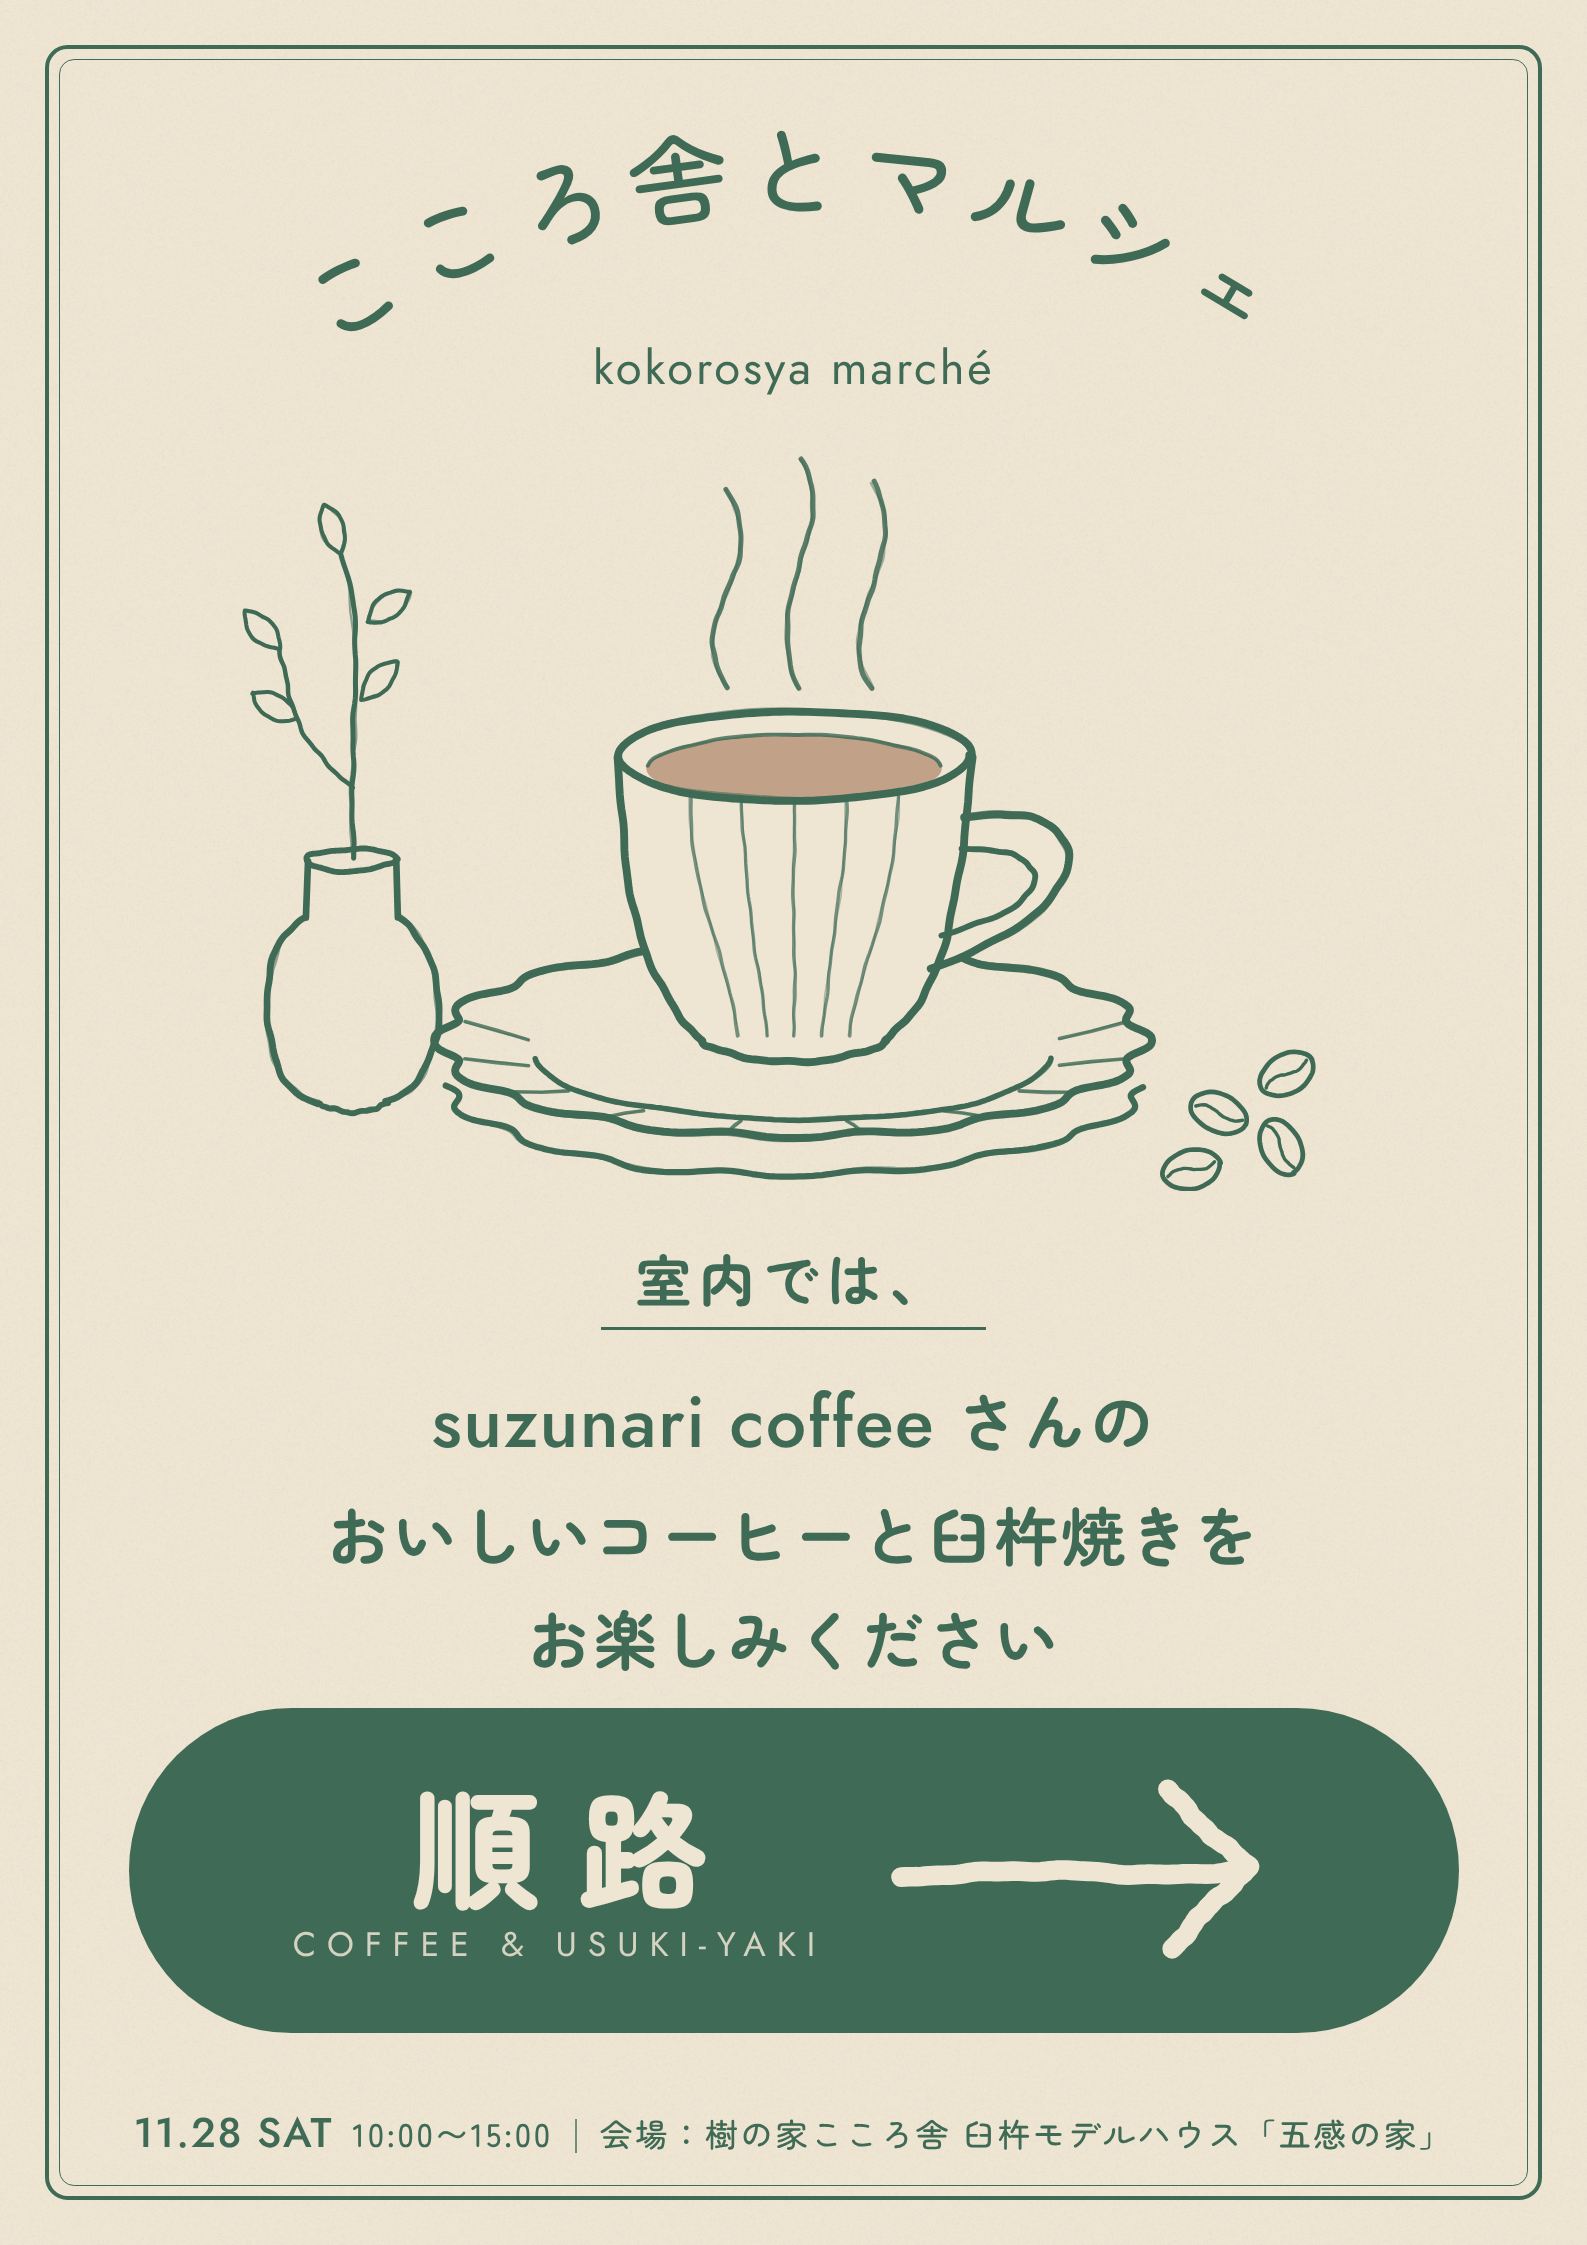 こころ舎とマルシェ
kokorosya marché
室内では、
suzunari coffee さんの
おいしいコーヒーと臼杵焼きを
お楽しみください
順路
COFFEE & USUKI-YAKI
11.28 SAT 10:00〜15:00 | 会場：樹の家こころ舎 臼杵モデルハウス「五感の家」